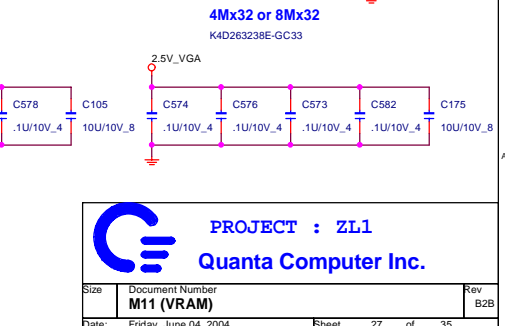 4Mx32 or 8Mx32
K4D263238E-GC33
2.5V_VGA
C578 C105 C574 C576 C573 C582 C175
.1U/10V_4 10U/10V_8 .1U/10V_4 .1U/10V_4 .1U/10V_4 .1U/10V_4 10U/10V_8
A
PROJECT : ZL1
Quanta Computer Inc.
Size Document Number Rev
M11 (VRAM) B2B
Date: Friday, June 04, 2004 Sheet 27 of 35